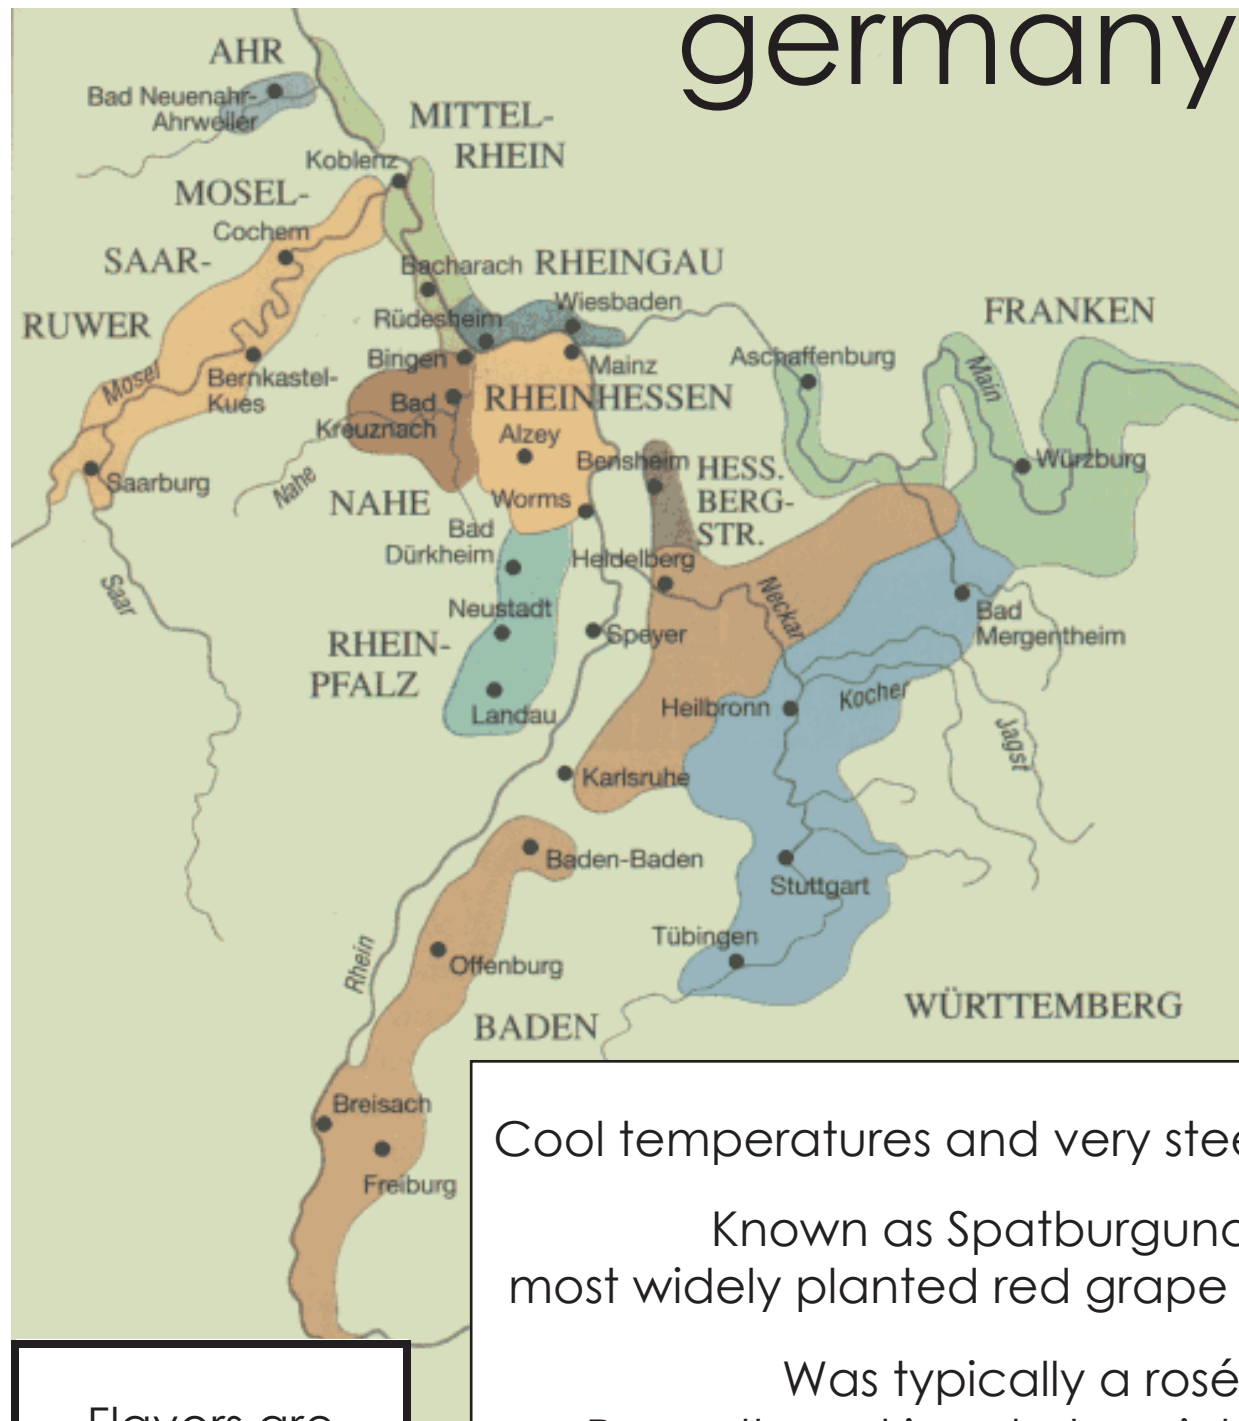 germany
AHR
Bad Neuenahr-
Ahrweiler
MITTEL-
RHEIN
Koblenz
MOSEL-
Cochem
SAAR-
Bacharach
RHEINGAU
Wiesbaden
RUWER
Rüdesheim
FRANKEN
Bingen
Mainz
Aschaffenburg
Mosel
Bernkastel-
Kues
Main
Bad
Kreuznach
RHEINHESSEN
Alzey
Bensheim
HESS.
BERG-
STR.
Würzburg
Saarburg
Nahe
NAHE
Worms
Bad
Dürkheim
Heidelberg
Saar
Neckar
Neustadt
Bad
Mergentheim
RHEIN-
PFALZ
Speyer
Landau
Heilbronn
Kocher
Jagst
Karlsruhe
Baden-Baden
Stuttgart
Tübingen
Rhein
Offenburg
BADEN
WÜRTTEMBERG
Breisach
Freiburg
Cool temperatures and very stee
Known as Spatburgund
most widely planted red grape
Was typically a rosé
Flavors are